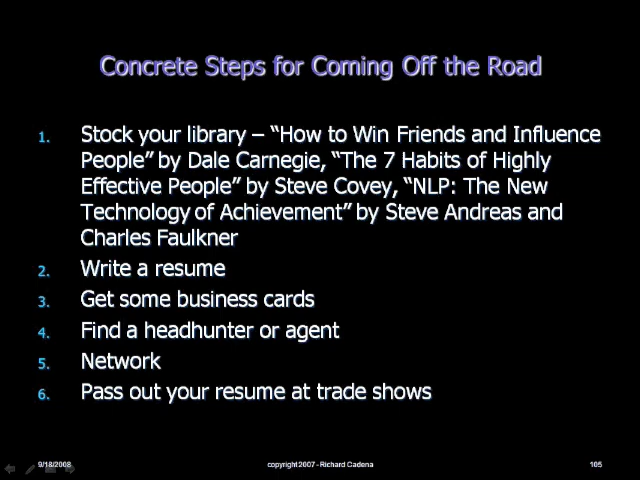 Concrete Steps for Coming Off the Road
1. Stock your library – “How to Win Friends and Influence
People” by Dale Carnegie, “The 7 Habits of Highly
Effective People” by Steve Covey, “NLP: The New
Technology of Achievement” by Steve Andreas and
Charles Faulkner
2. Write a resume
3. Get some business cards
4. Find a headhunter or agent
5. Network
6. Pass out your resume at trade shows
9/18/2008 copyright 2007 - Richard Cadena 105